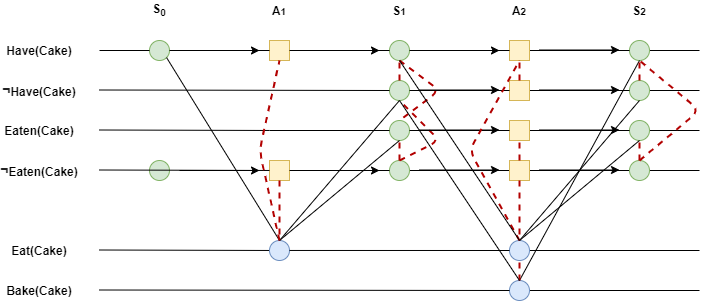 S0 A1 S1 A2 S2
Have(Cake)
¬Have(Cake)
Eaten(Cake)
¬Eaten(Cake)
Eat(Cake)
Bake(Cake)